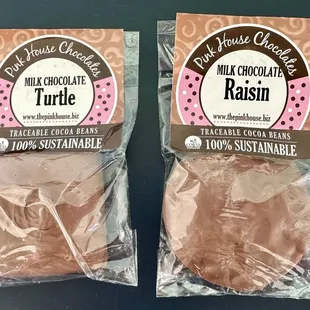 Pink House Chocolates
MILK CHOCOLATE
Turtle
www.thepinkhouse.biz
TRACEABLE COCOA BEANS
100% SUSTAINABLE
Pink House Chocolates
MILK CHOCOLATE
Raisin
www.thepinkhouse.biz
TRACEABLE COCOA BEANS
100% SUSTAINABLE